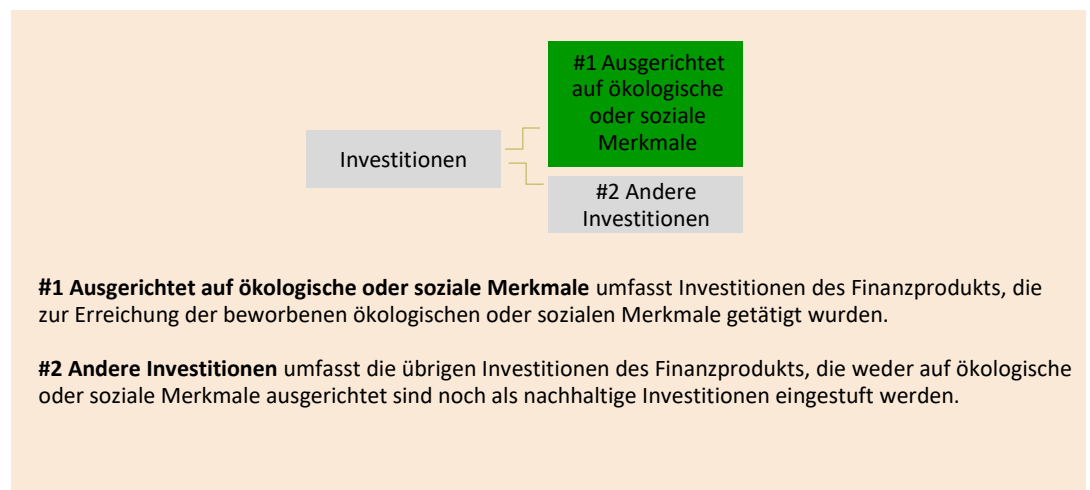 #1 Ausgerichtet
auf ökologische
oder soziale
Merkmale
Investitionen
#2 Andere
Investitionen
#1 Ausgerichtet auf ökologische oder soziale Merkmale umfasst Investitionen des Finanzprodukts, die
zur Erreichung der beworbenen ökologischen oder sozialen Merkmale getätigt wurden.
#2 Andere Investitionen umfasst die übrigen Investitionen des Finanzprodukts, die weder auf ökologische
oder soziale Merkmale ausgerichtet sind noch als nachhaltige Investitionen eingestuft werden.